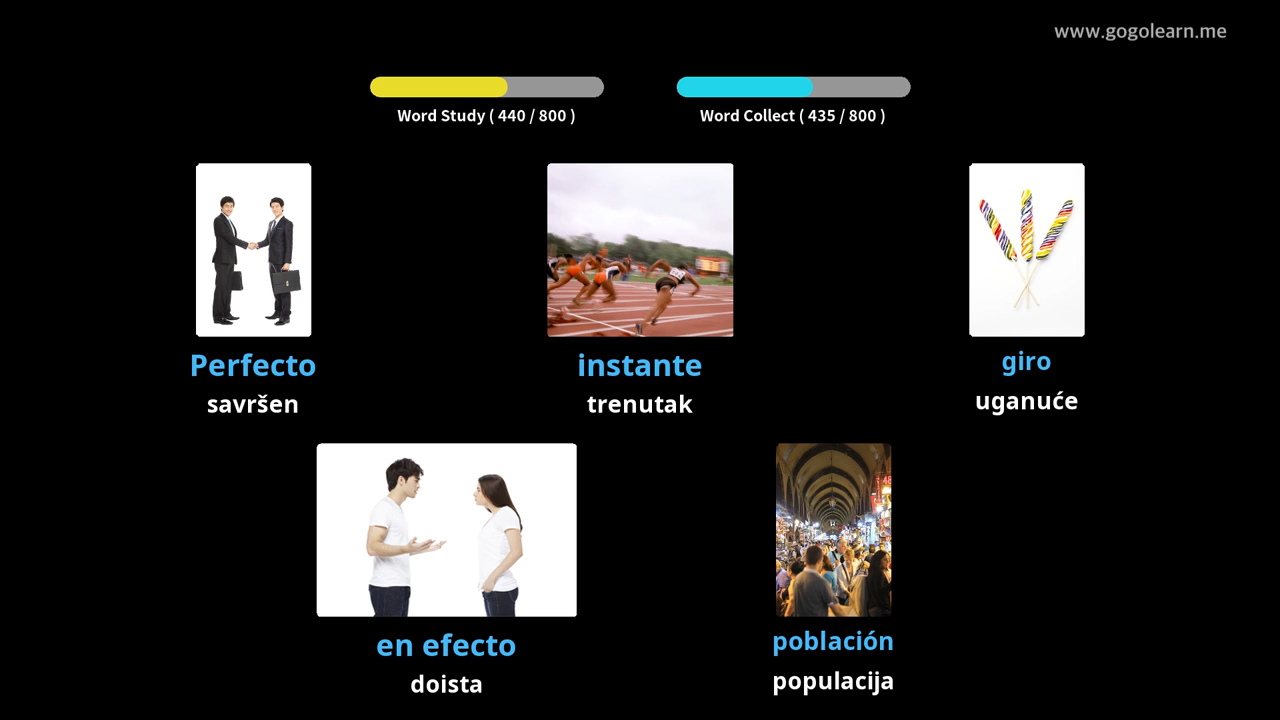 www.gogolearn.me
Word Study ( 440 / 800 )
Word Collect ( 435 / 800 )
Perfecto
savršen
instante
trenutak
giro
uganuće
en efecto
doista
población
populacija